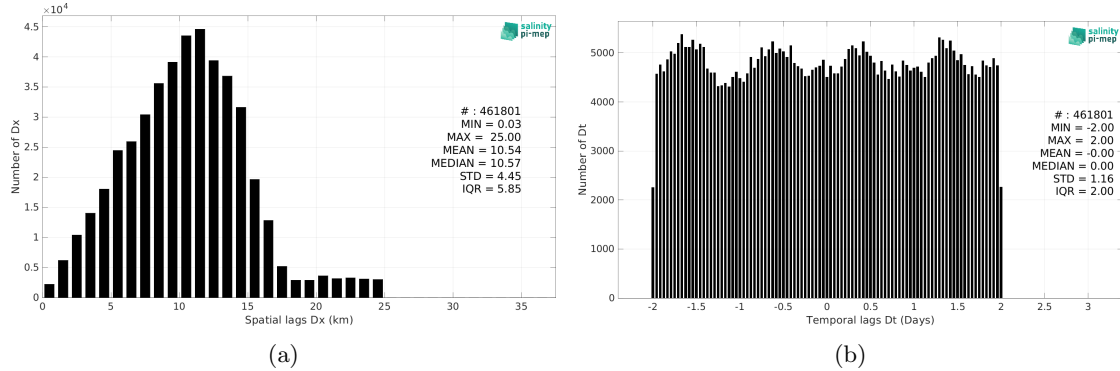 ×10⁴
4.5
4
3.5
3
2.5
2
1.5
1
0.5
0
Number of Dx
salinity
pi-mep
# : 461801
MIN = 0.03
MAX = 25.00
MEAN = 10.54
MEDIAN = 10.57
STD = 4.45
IQR = 5.85
0 5 10 15 20 25 30 35
Spatial lags Dx (km)
(a)
5000
4000
3000
2000
1000
0
Number of Dt
salinity
pi-mep
# : 461801
MIN = -2.00
MAX = 2.00
MEAN = -0.00
MEDIAN = 0.00
STD = 1.16
IQR = 2.00
-2 -1.5 -1 -0.5 0 0.5 1 1.5 2 2.5 3
Temporal lags Dt (Days)
(b)